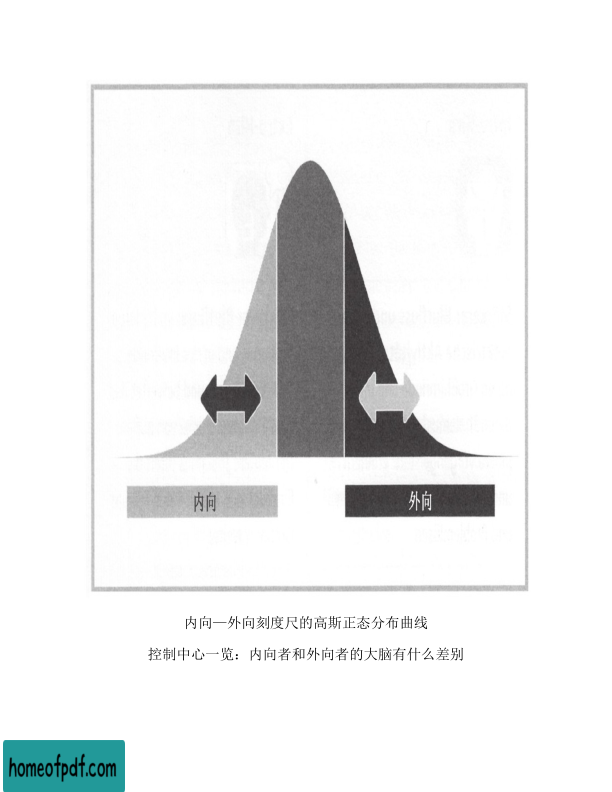 内向
外向
内向—外向刻度尺的高斯正态分布曲线
控制中心一览：内向者和外向者的大脑有什么差别
homeofpdf.com